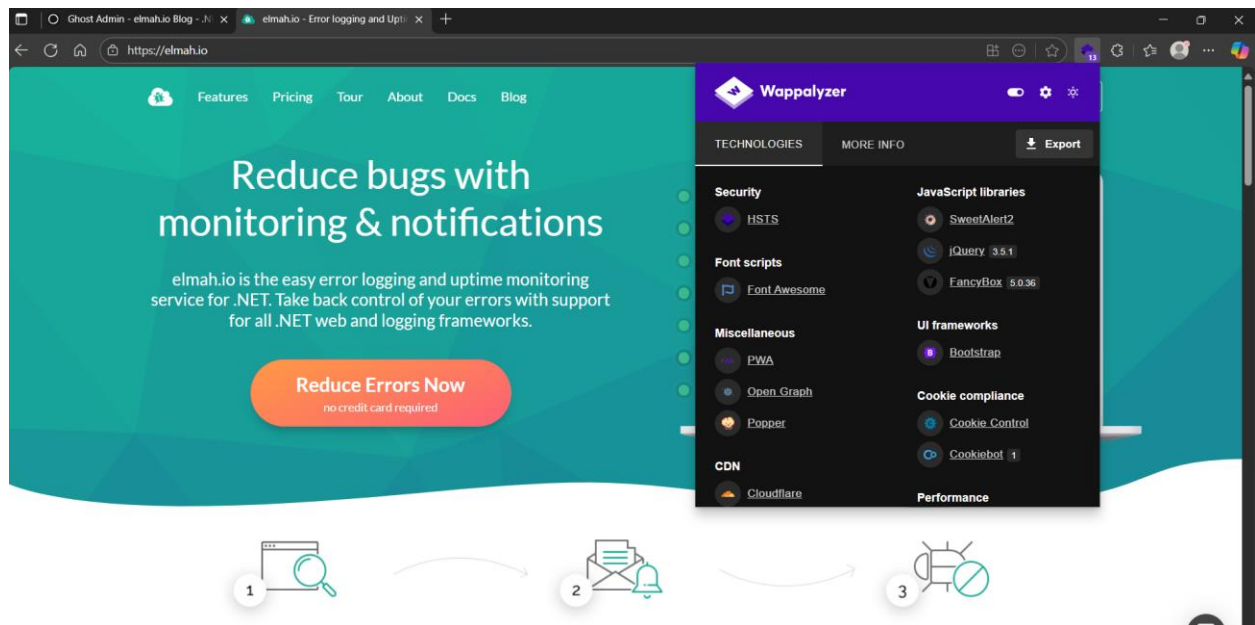 Ghost Admin - elmah.io Blog - .N
elmah.io - Error logging and Upti
https://elmah.io
13
Features Pricing Tour About Docs Blog
Reduce bugs with
monitoring & notifications
elmah.io is the easy error logging and uptime monitoring
service for .NET. Take back control of your errors with support
for all .NET web and logging frameworks.
Reduce Errors Now
no credit card required
1
2
3
Wappalyzer
TECHNOLOGIES MORE INFO Export
Security
HSTS
Font scripts
Font Awesome
Miscellaneous
PWA
Open Graph
Popper
CDN
Cloudflare
JavaScript libraries
SweetAlert2
jQuery 3.5.1
FancyBox 5.0.36
UI frameworks
B Bootstrap
Cookie compliance
Cookie Control
Cookiebot 1
Performance